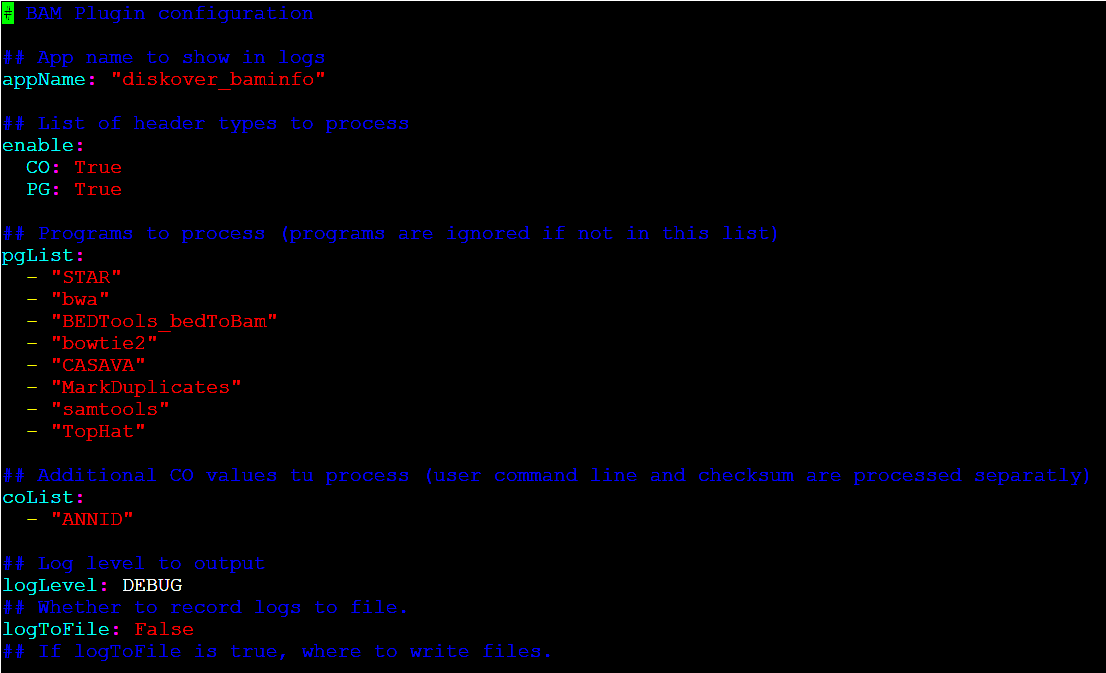 # BAM Plugin configuration

## App name to show in logs
appName: "diskover_baminfo"

## List of header types to process
enable:
  CO: True
  PG: True

## Programs to process (programs are ignored if not in this list)
pgList:
  - "STAR"
  - "bwa"
  - "BEDTools_bedToBam"
  - "bowtie2"
  - "CASAVA"
  - "MarkDuplicates"
  - "samtools"
  - "TopHat"

## Additional CO values tu process (user command line and checksum are processed separatly)
coList:
  - "ANNID"

## Log level to output
logLevel: DEBUG
## Whether to record logs to file.
logToFile: False
## If logToFile is true, where to write files.